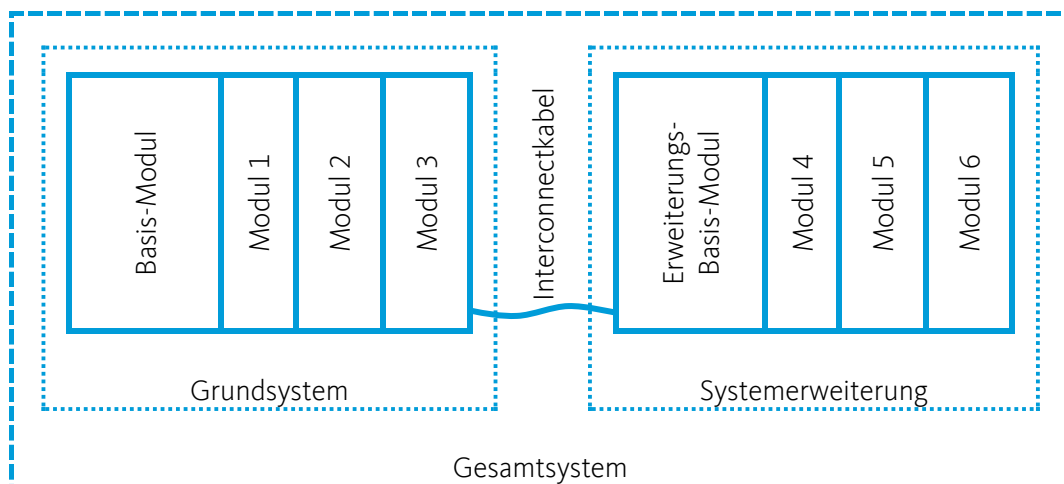 Basis-Modul
Modul 1
Modul 2
Modul 3
Interconnectkabel
Erweiterungs-
Basis-Modul
Modul 4
Modul 5
Modul 6
Grundsystem
Systemerweiterung
Gesamtsystem